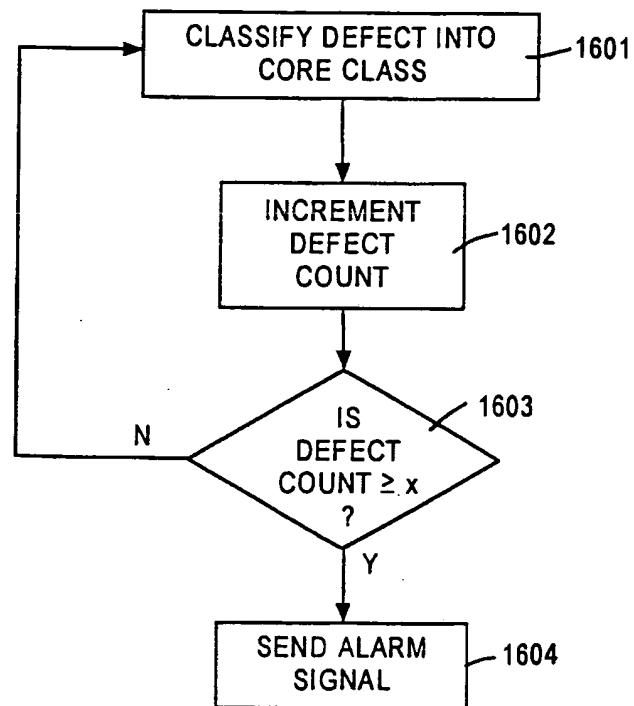 CLASSIFY DEFECT INTO
CORE CLASS
1601
INCREMENT
DEFECT
COUNT
1602
IS
DEFECT
COUNT ≥ x
?
1603
N
Y
SEND ALARM
SIGNAL
1604